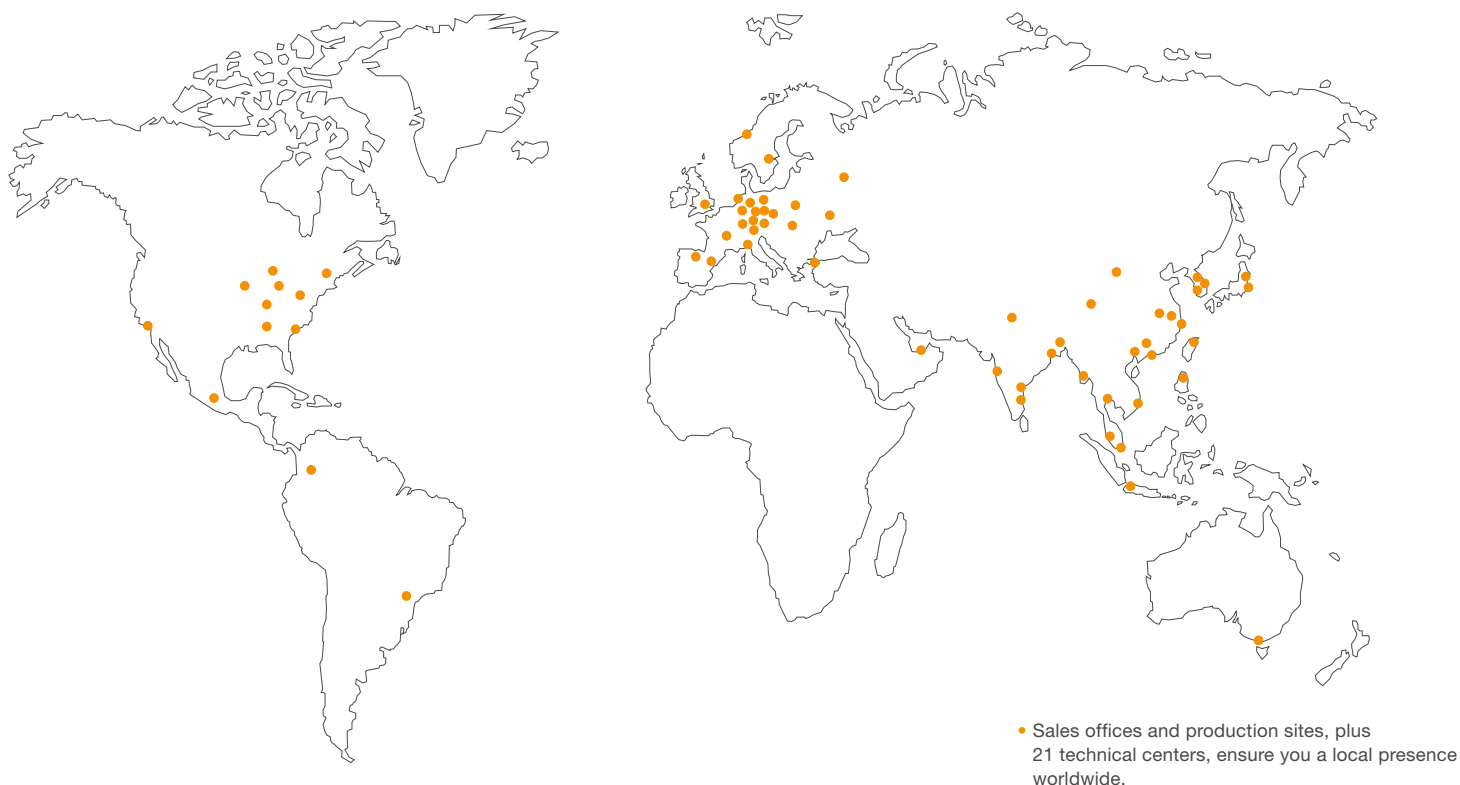 Sales offices and production sites, plus
21 technical centers, ensure you a local presence
worldwide.